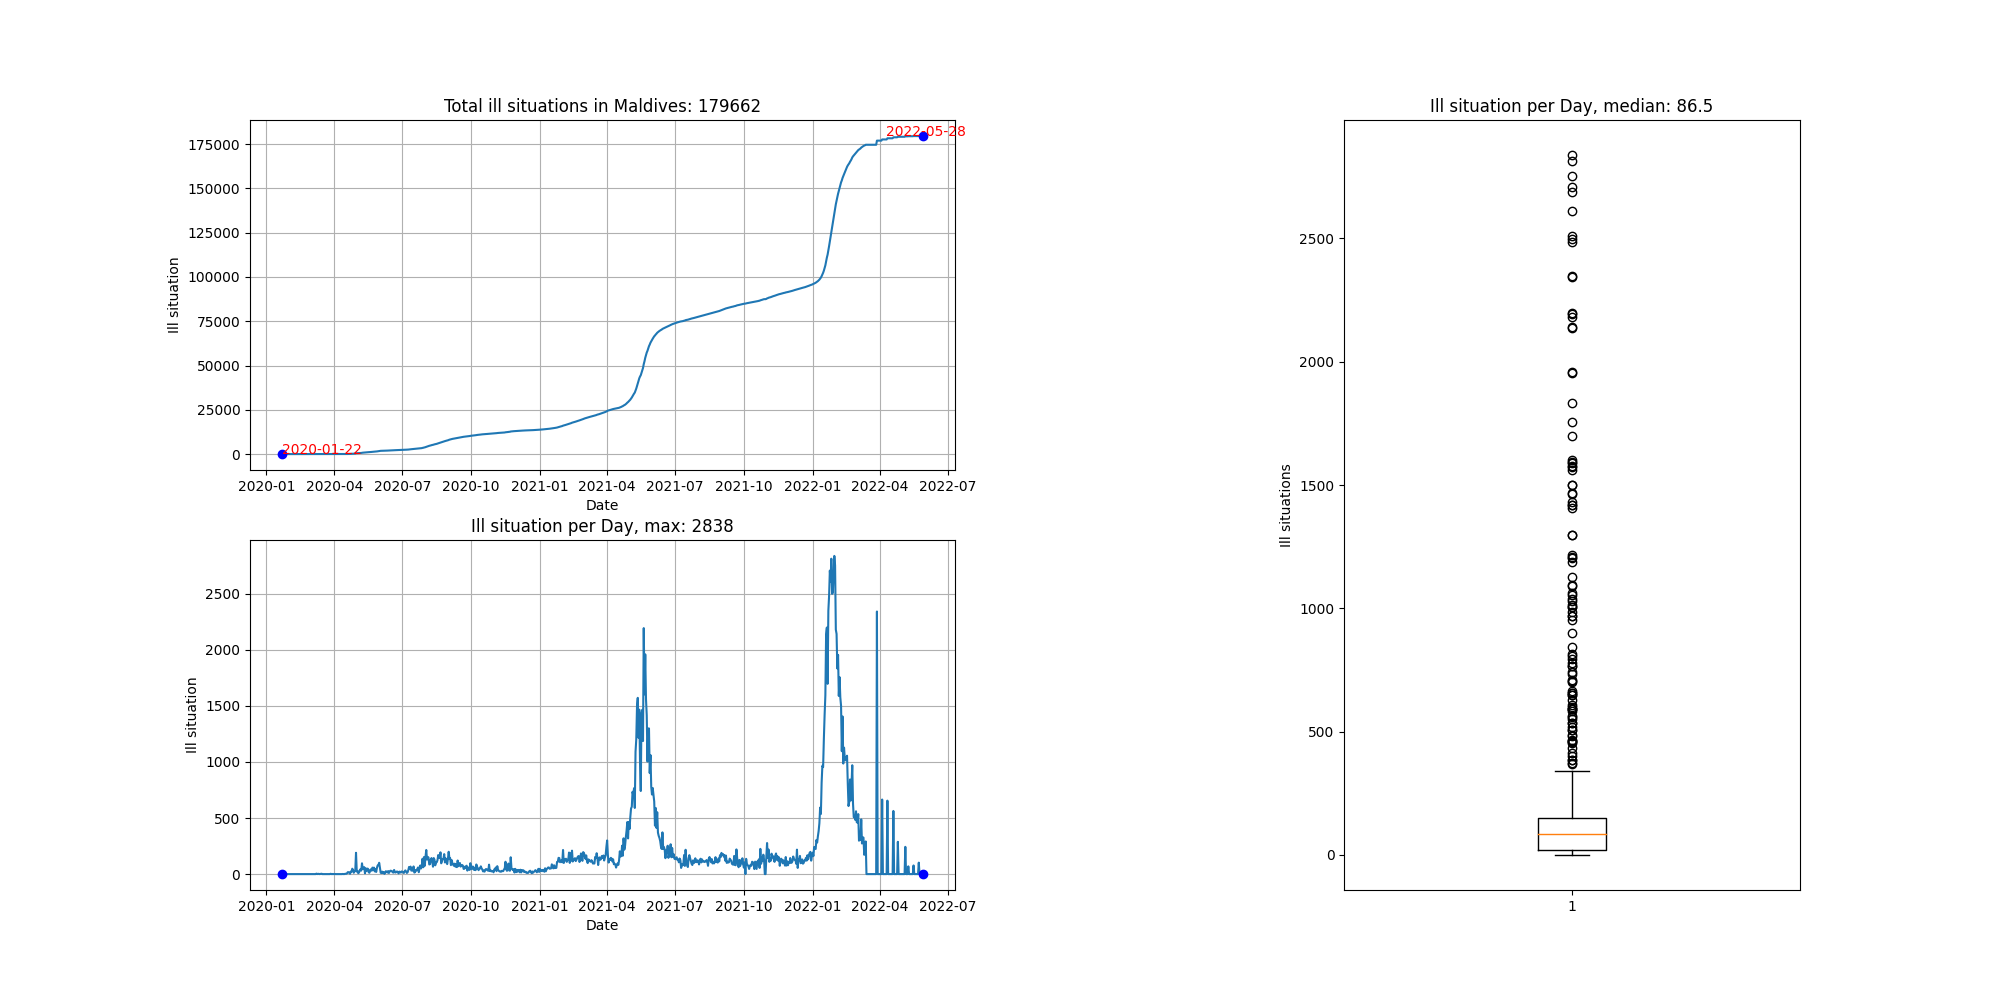 Total ill situations in Maldives: 179662
2022-05-28
175000
150000
125000
100000
75000
50000
25000
0
Ill situation
2020-01-22
2020-01 2020-04 2020-07 2020-10 2021-01 2021-04 2021-07 2021-10 2022-01 2022-04 2022-07
Date
Ill situation per Day, max: 2838
2500
2000
1500
1000
500
0
Ill situation
2020-01 2020-04 2020-07 2020-10 2021-01 2021-04 2021-07 2021-10 2022-01 2022-04 2022-07
Date
Ill situation per Day, median: 86.5
2500
2000
1500
1000
500
0
Ill situations
1